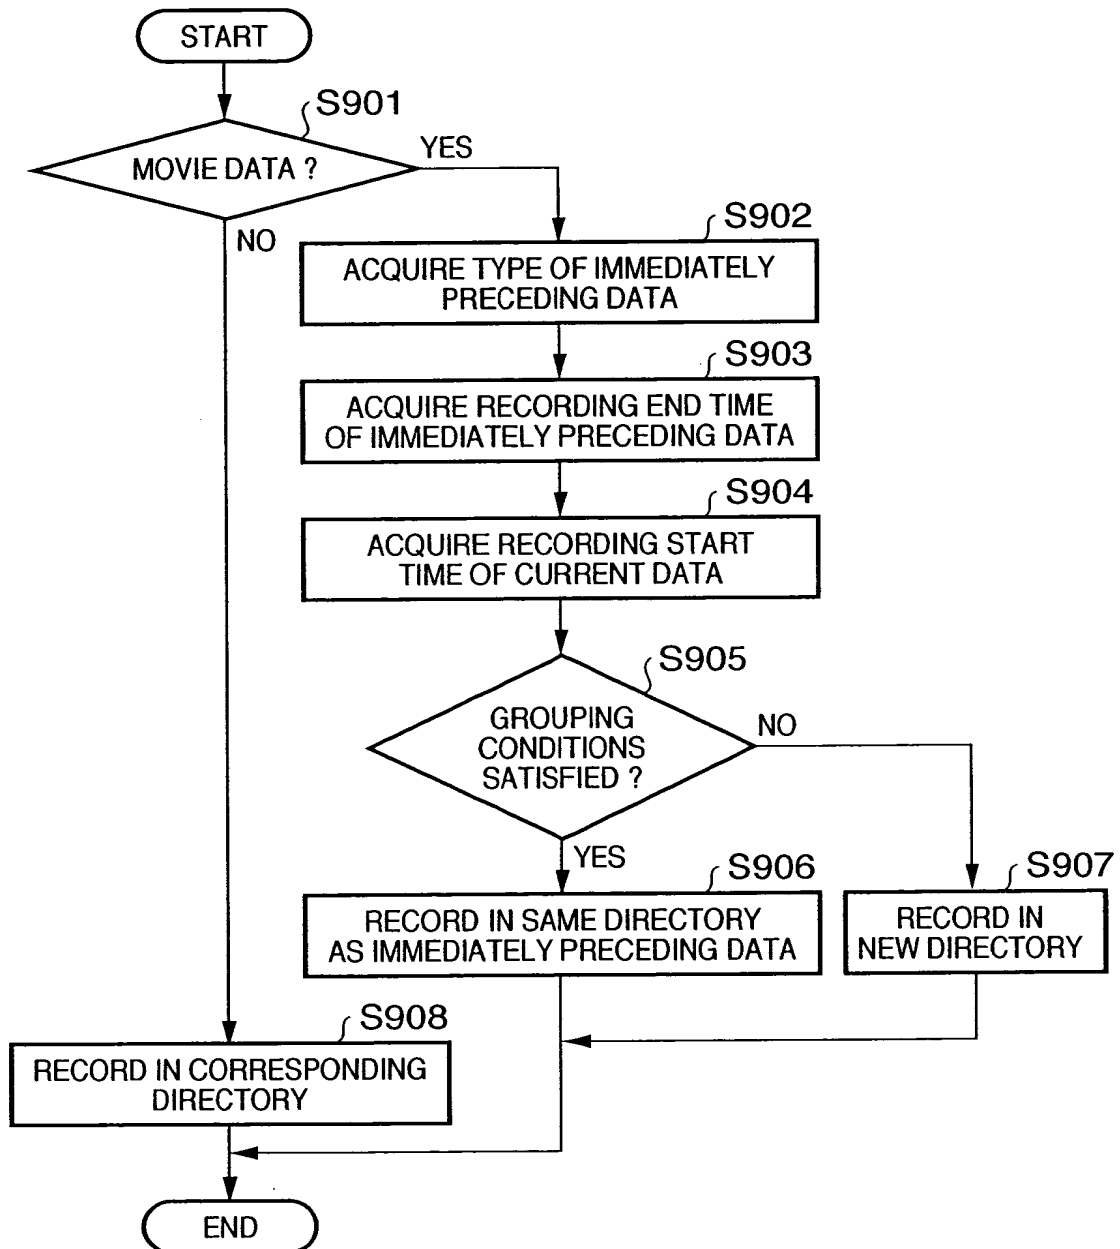 START
S901
MOVIE DATA ?
YES
NO
S902
ACQUIRE TYPE OF IMMEDIATELY
PRECEDING DATA
S903
ACQUIRE RECORDING END TIME
OF IMMEDIATELY PRECEDING DATA
S904
ACQUIRE RECORDING START
TIME OF CURRENT DATA
S905
GROUPING
CONDITIONS
SATISFIED ?
NO
YES
S906
RECORD IN SAME DIRECTORY
AS IMMEDIATELY PRECEDING DATA
S907
RECORD IN
NEW DIRECTORY
S908
RECORD IN CORRESPONDING
DIRECTORY
END